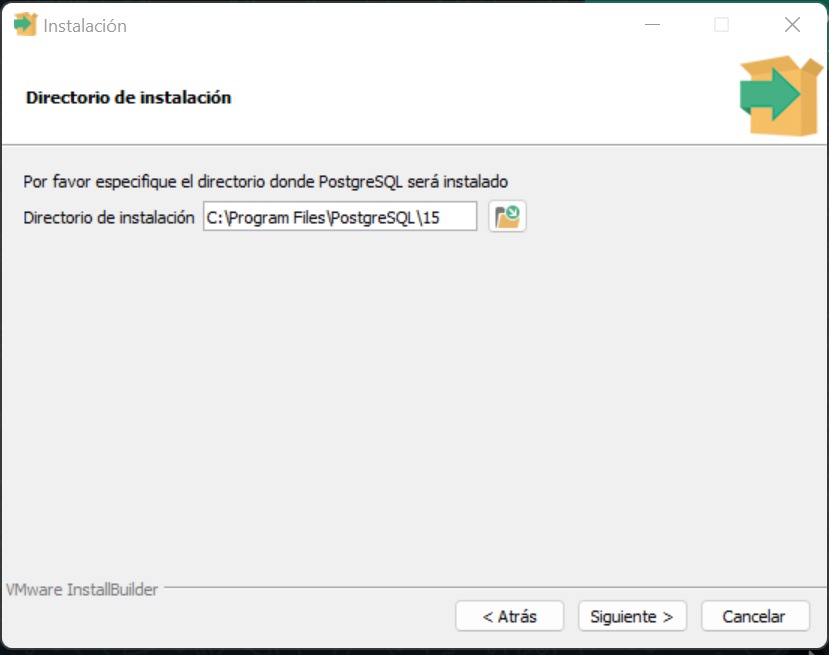 Instalación
Directorio de instalación
Por favor especifique el directorio donde PostgreSQL será instalado
Directorio de instalación C:\Program Files\PostgreSQL\15
VMware InstallBuilder
< Atrás Siguiente > Cancelar